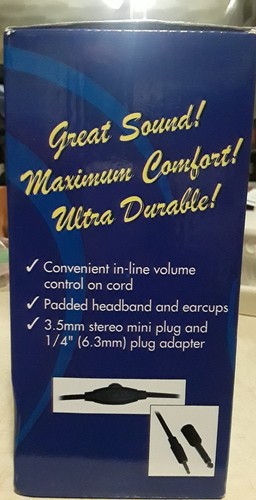 Great Sound!
Maximum Comfort!
Ultra Durable!
✓ Convenient in-line volume
control on cord
✓ Padded headband and earcups
✓ 3.5mm stereo mini plug and
1/4" (6.3mm) plug adapter